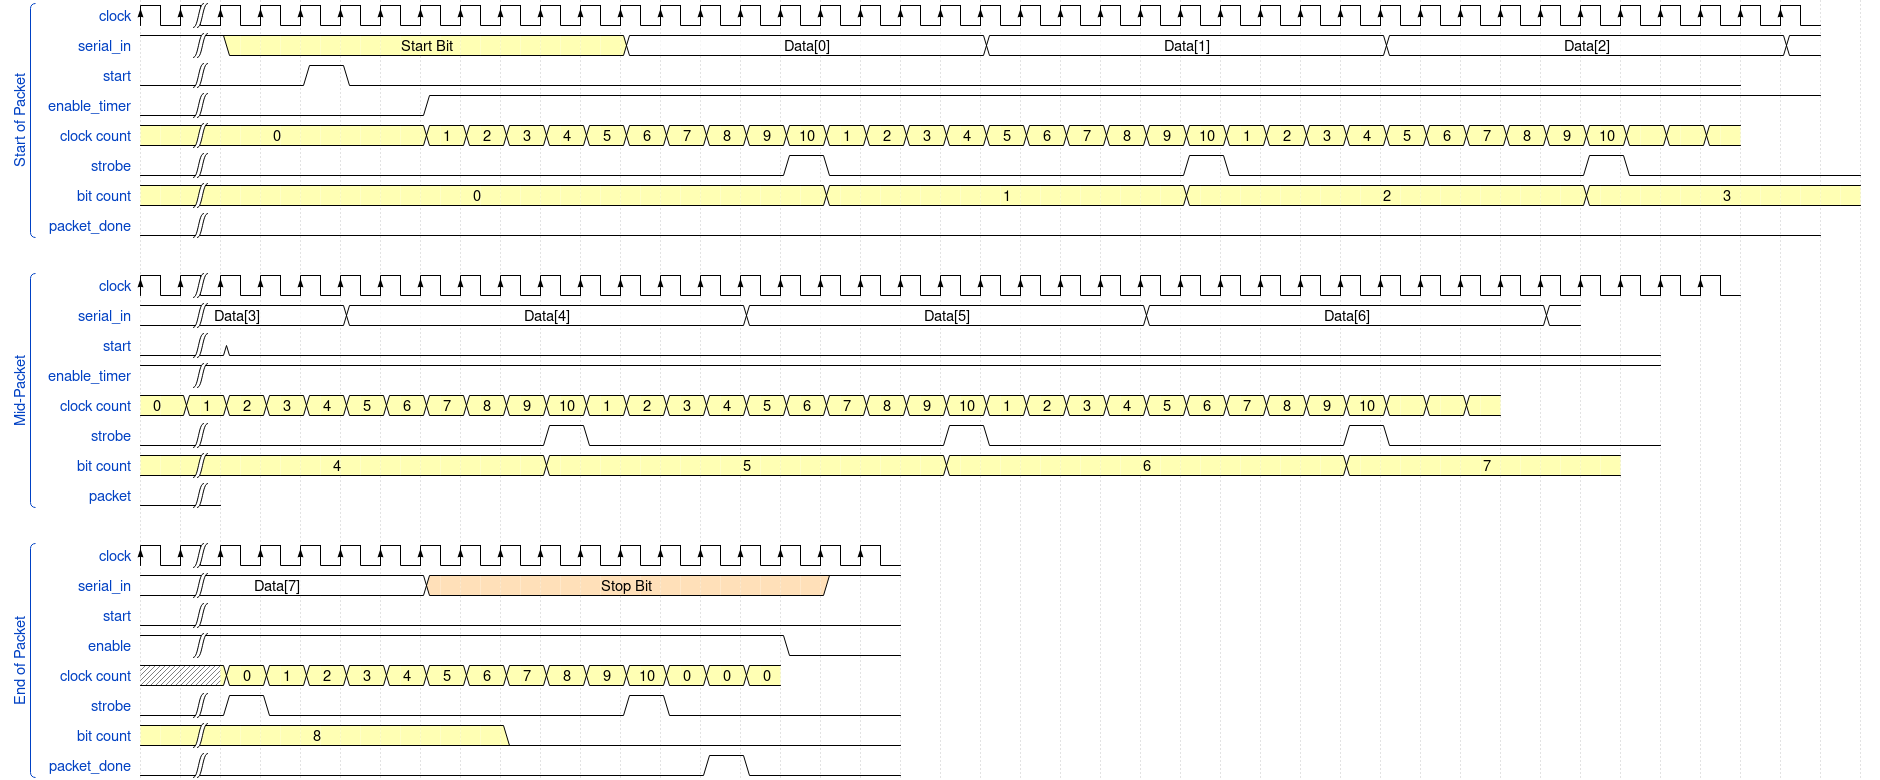 Start of Packet
clock
serial_in Start Bit Data[0] Data[1] Data[2]
start
enable_timer
clock count 0 1 2 3 4 5 6 7 8 9 10 1 2 3 4 5 6 7 8 9 10 1 2 3 4 5 6 7 8 9 10
strobe
bit count 0 1 2 3
packet_done
Mid-Packet
clock
serial_in Data[3] Data[4] Data[5] Data[6]
start
enable_timer
clock count 0 1 2 3 4 5 6 7 8 9 10 1 2 3 4 5 6 7 8 9 10 1 2 3 4 5 6 7 8 9 10
strobe
bit count 4 5 6 7
packet
End of Packet
clock
serial_in Data[7] Stop Bit
start
enable
clock count 0 1 2 3 4 5 6 7 8 9 10 0 0 0
strobe
bit count 8
packet_done